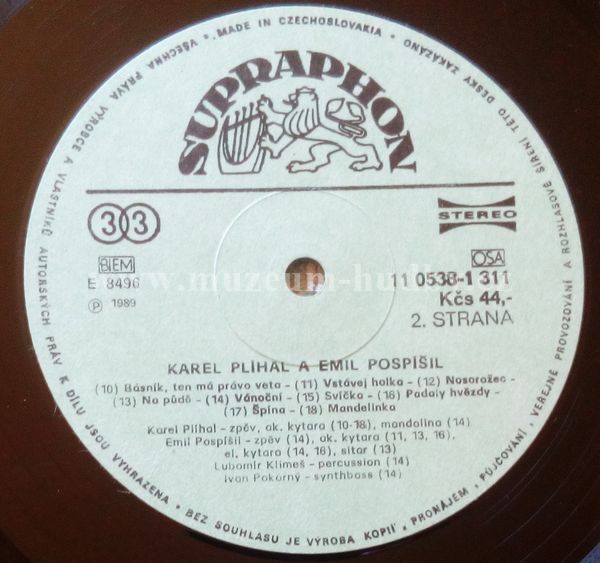 VŠECHNA PRÁVA VÝROBCE A VLASTNÍKŮ AUTORSKÝCH PRÁV K DÍLU JSOU VYHRAZENA • BEZ SOUHLASU JE VÝROBA KOPIÍ, PRONÁJEM, PŮJČOVÁNÍ, VEŘEJNÉ PROVOZOVÁNÍ A ROZHLASOVÉ ŠÍŘENÍ TÉTO DESKY ZAKÁZÁNO
• MADE IN CZECHOSLOVAKIA •
SUPRAPHON
33
STEREO
BIEM
OSA
E 8496
11 0538-1 311
℗ 1989
Kčs 44,-
2. STRANA
KAREL PLÍHAL A EMIL POSPÍŠIL
(10) Básník, ten má právo veta - (11) Vstávej holka - (12) Nosorožec -
(13) Na půdě - (14) Vánoční - (15) Svíčka - (16) Padaly hvězdy -
(17) Špína - (18) Mandelinka
Karel Plíhal - zpěv, ak. kytara (10-18), mandolína (14)
Emil Pospíšil - zpěv (14), ak. kytara (11, 13, 16),
el. kytara (14, 16), sitar (13)
Lubomír Klimeš - percussion (14)
Ivan Pokorný - synthbass (14)